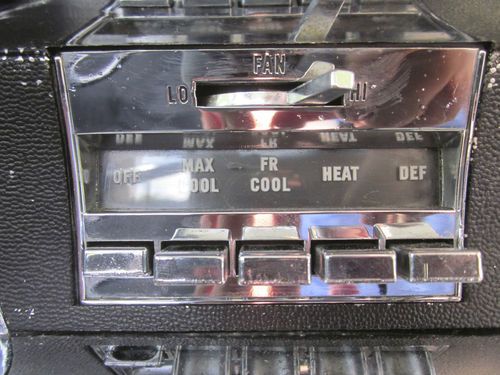 FAN
LO HI
OFF MAX COOL FR COOL HEAT DEF